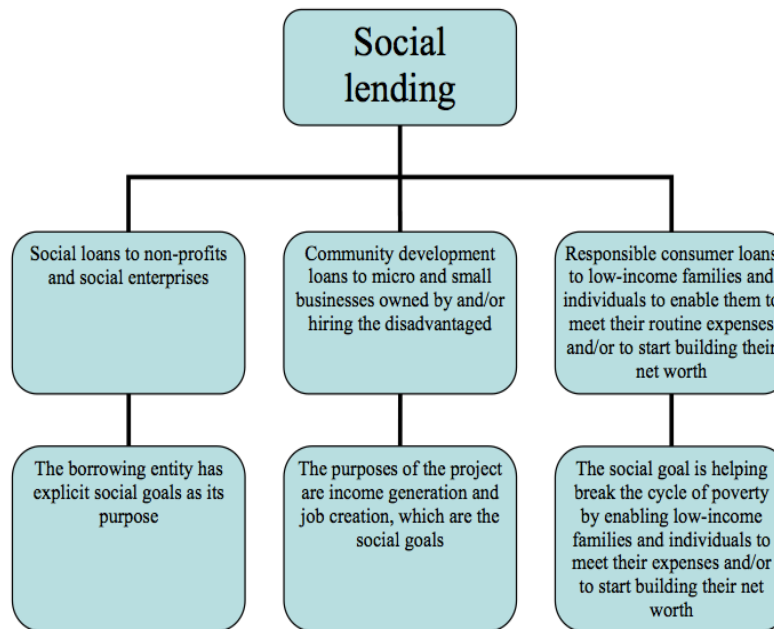 Social
lending
Social loans to non-profits
and social enterprises
Community development
loans to micro and small
businesses owned by and/or
hiring the disadvantaged
Responsible consumer loans
to low-income families and
individuals to enable them to
meet their routine expenses
and/or to start building their
net worth
The borrowing entity has
explicit social goals as its
purpose
The purposes of the project
are income generation and
job creation, which are the
social goals
The social goal is helping
break the cycle of poverty
by enabling low-income
families and individuals to
meet their expenses and/or
to start building their net
worth